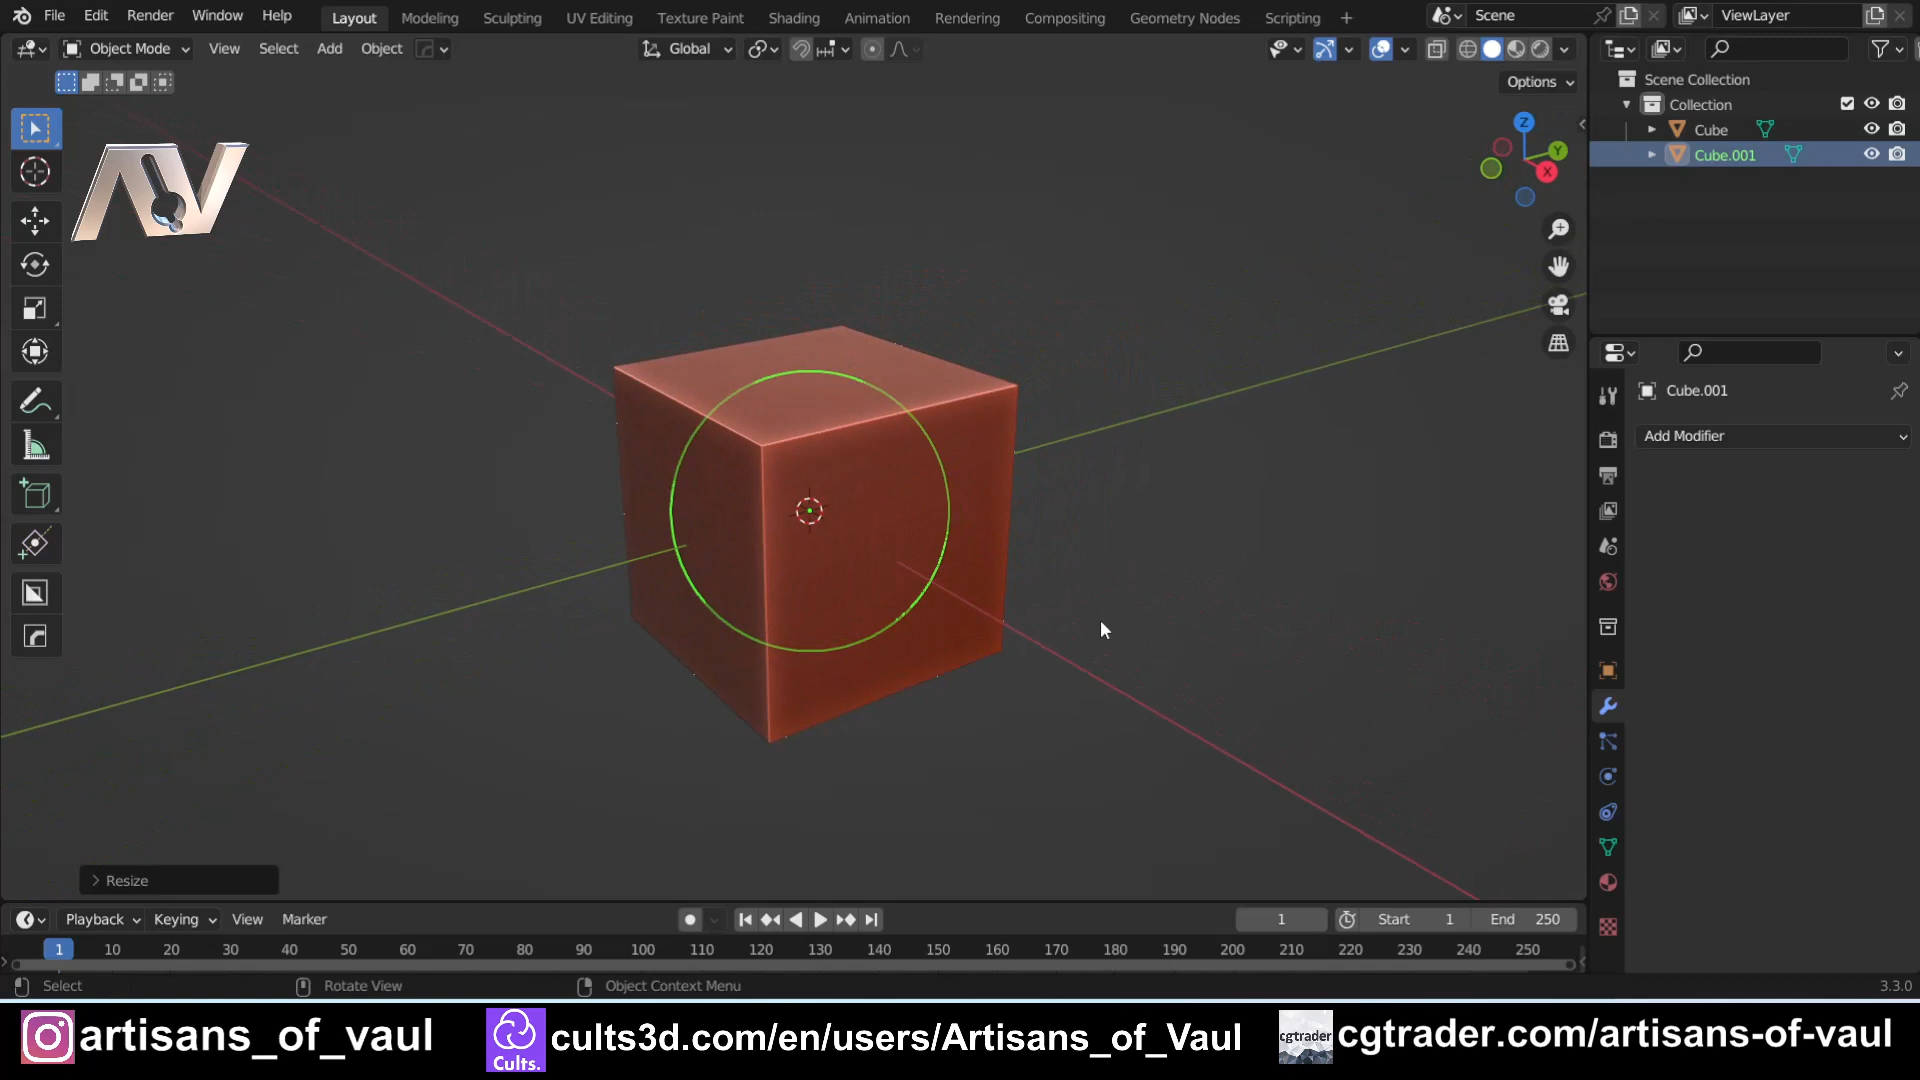 File Edit Render Window Help Layout Modeling Sculpting UV Editing Texture Paint Shading Animation Rendering Compositing Geometry Nodes Scripting + Scene ViewLayer
Object Mode View Select Add Object Global
Options
Z
Y
X
Scene Collection
Collection
Cube
Cube.001
Cube.001
Add Modifier
AV
Resize
Playback Keying View Marker 1 Start 1 End 250
1 10 20 30 40 50 60 70 80 90 100 110 120 130 140 150 160 170 180 190 200 210 220 230 240 250
Select Rotate View Object Context Menu 3.3.0
artisans_of_vaul
Cults.
cults3d.com/en/users/Artisans_of_Vaul
cgtrader
cgtrader.com/artisans-of-vaul